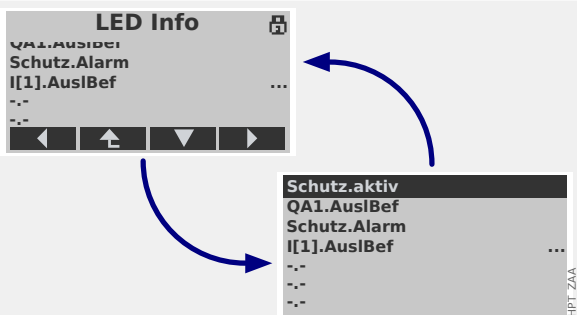 LED Info
QA1.AuslBef
Schutz.Alarm
I[1].AuslBef ...
-.-
-.-
Schutz.aktiv
QA1.AuslBef
Schutz.Alarm
I[1].AuslBef ...
-.-
-.-
-.-
HPT_ZAA